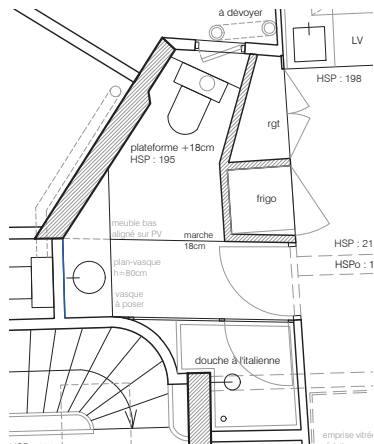 à dévoyer
LV
HSP : 198
rgt
plateforme +18cm
HSP : 195
frigo
meuble bas
aligné sur PV
marche
18cm
HSP : 21
HSPo : 1
plan-vasque
h=80cm
vasque
à poser
douche à l'italienne
emprise vitrée